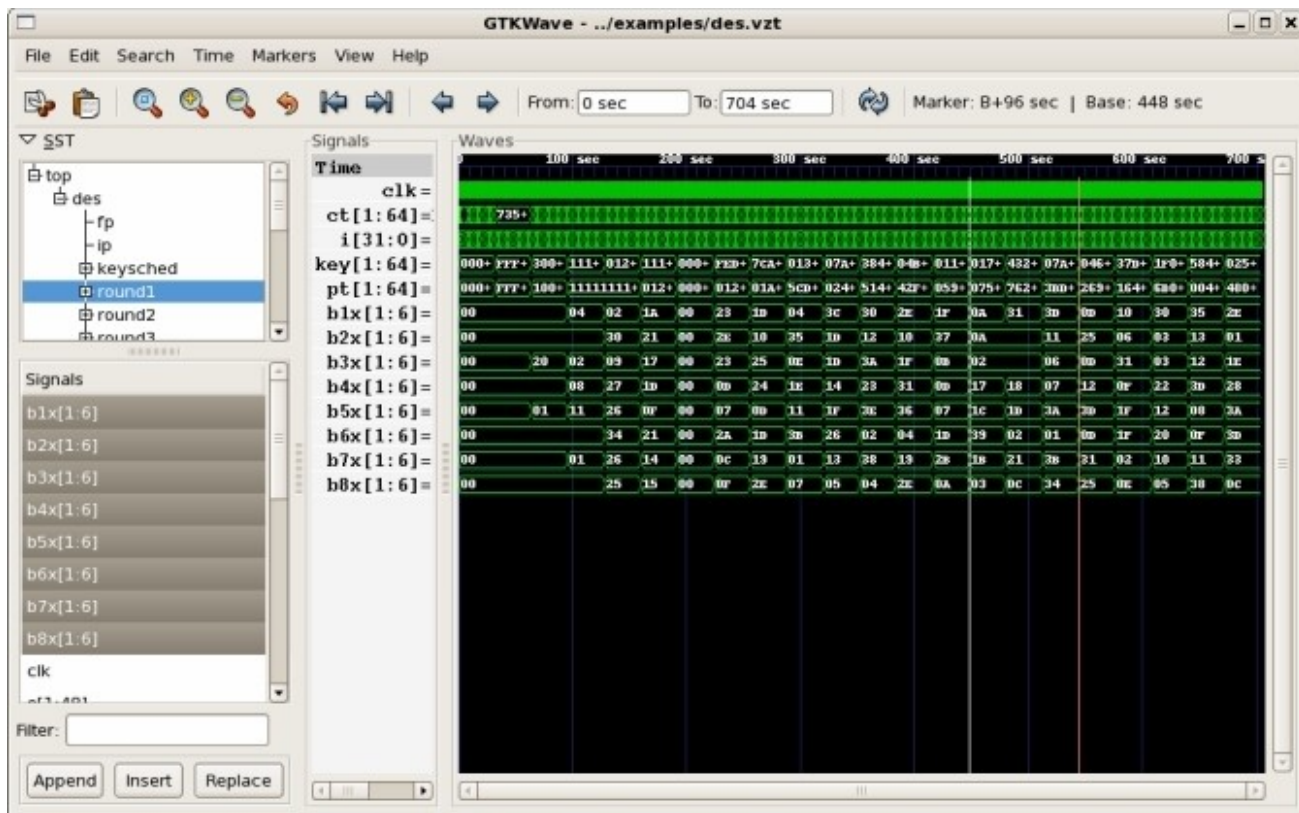 GTKWave - ../examples/des.vzt
File Edit Search Time Markers View Help
From: 0 sec To: 704 sec Marker: B+96 sec | Base: 448 sec
SST
top
des
fp
ip
keysched
round1
round2
round3
Signals
b1x[1:6]
b2x[1:6]
b3x[1:6]
b4x[1:6]
b5x[1:6]
b6x[1:6]
b7x[1:6]
b8x[1:6]
clk
Filter:
Append Insert Replace
Signals
Time
clk=
ct[1:64]=
i[31:0]=
key[1:64]=
pt[1:64]=
b1x[1:6]=
b2x[1:6]=
b3x[1:6]=
b4x[1:6]=
b5x[1:6]=
b6x[1:6]=
b7x[1:6]=
b8x[1:6]=
Waves
100 sec 200 sec 300 sec 400 sec 500 sec 600 sec 700 s
735+
000+ FFF+ 300+ 111+ 012+ 111+ 000+ FED+ 7CA+ 013+ 07A+ 384+ 04B+ 011+ 017+ 432+ 07A+ 046+ 37D+ 1F0+ 584+ 025+
000+ FFF+ 100+ 11111111+ 012+ 000+ 012+ 01A+ 5CD+ 024+ 514+ 42F+ 059+ 075+ 762+ 3BD+ 269+ 164+ 6B0+ 004+ 480+
00 04 02 1A 00 23 1D 04 3C 30 2E 1F 0A 31 3D 0D 10 30 35 2E
00 30 21 00 2E 10 35 1D 12 10 37 0A 11 25 06 03 13 01
00 20 02 09 17 00 23 25 0E 1D 3A 1F 0D 02 06 0D 31 03 12 1E
00 08 27 1D 00 0D 24 1E 14 23 31 0D 17 18 07 12 0F 22 3D 28
00 01 11 26 0F 00 07 0D 11 1F 3E 36 07 1C 1D 3A 3D 1F 12 08 3A
00 34 21 00 2A 1D 3D 26 02 04 1D 39 02 01 0D 1F 20 0F 3D
00 01 26 14 00 0C 19 01 13 38 19 2B 1B 21 3B 31 02 10 11 33
00 25 15 00 0F 2E 07 05 04 2E 0A 03 0C 34 25 0E 05 38 0C